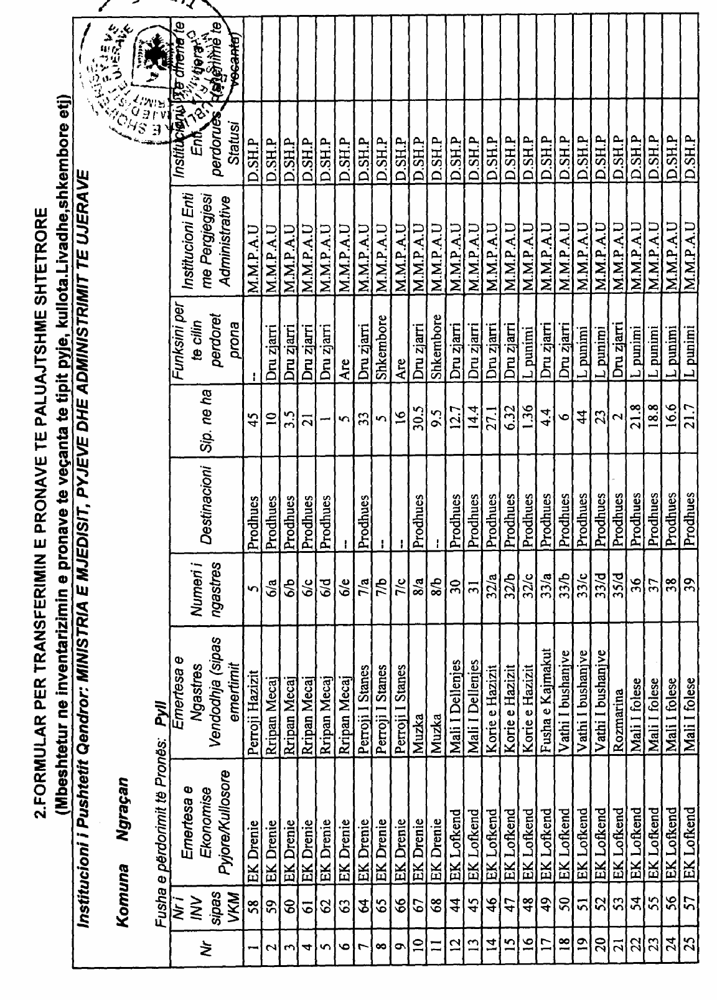 2.FORMULAR PER TRANSFERIMIN E PRONAVE TE PALUAJTSHME SHTETRORE
(Mbeshtetur ne inventarizimin e pronave te veçanta te tipit pyje, kullota.Livadhe,shkembore etj)
Institucioni i Pushtetit Qendror: MINISTRIA E MJEDISIT, PYJEVE DHE ADMINISTRIMIT TE UJERAVE
Komuna Ngraçan
Fusha e përdorimit të Pronës: Pyll
Nr | Nr i INV sipas VKM | Emertesa e Ekonomise Pyjore/Kullosore | Emertesa e Ngastres Vendodhja (sipas emertimit | Numeri i ngastres | Destinacioni | Sip. ne ha | Funksini per te cilin perdoret prona | Institucioni Enti me Pergjegjesi Administrative | Institucioni Enti perdorues Statusi | te dhena te tjera (shenime te vecanta)
1 58 EK Drenie Perroji Hazizit 5 Prodhues 45 -- M.M.P.A.U D.SH.P
2 59 EK Drenie Rripan Mecaj 6/a Prodhues 10 Dru zjarri M.M.P.A.U D.SH.P
3 60 EK Drenie Rripan Mecaj 6/b Prodhues 3.5 Dru zjarri M.M.P.A.U D.SH.P
4 61 EK Drenie Rripan Mecaj 6/c Prodhues 21 Dru zjarri M.M.P.A.U D.SH.P
5 62 EK Drenie Rripan Mecaj 6/d Prodhues 1 Dru zjarri M.M.P.A.U D.SH.P
6 63 EK Drenie Rripan Mecaj 6/e -- 5 Are M.M.P.A.U D.SH.P
7 64 EK Drenie Perroji I Stanes 7/a Prodhues 33 Dru zjarri M.M.P.A.U D.SH.P
8 65 EK Drenie Perroji I Stanes 7/b -- 5 Shkembore M.M.P.A.U D.SH.P
9 66 EK Drenie Perroji I Stanes 7/c -- 16 Are M.M.P.A.U D.SH.P
10 67 EK Drenie Muzka 8/a Prodhues 30.5 Dru zjarri M.M.P.A.U D.SH.P
11 68 EK Drenie Muzka 8/b -- 9.5 Shkembore M.M.P.A.U D.SH.P
12 44 EK Lofkend Mali I Dellenjes 30 Prodhues 12.7 Dru zjarri M.M.P.A.U D.SH.P
13 45 EK Lofkend Mali I Dellenjes 31 Prodhues 14.4 Dru zjarri M.M.P.A.U D.SH.P
14 46 EK Lofkend Korie e Hazizit 32/a Prodhues 27.1 Dru zjarri M.M.P.A.U D.SH.P
15 47 EK Lofkend Korie e Hazizit 32/b Prodhues 6.32 Dru zjarri M.M.P.A.U D.SH.P
16 48 EK Lofkend Korie e Hazizit 32/c Prodhues 1.36 L punimi M.M.P.A.U D.SH.P
17 49 EK Lofkend Fusha e Kajmakut 33/a Prodhues 4.4 Dru zjarri M.M.P.A.U D.SH.P
18 50 EK Lofkend Vathi I bushanjve 33/b Prodhues 6 Dru zjarri M.M.P.A.U D.SH.P
19 51 EK Lofkend Vathi I bushanjve 33/c Prodhues 44 L punimi M.M.P.A.U D.SH.P
20 52 EK Lofkend Vathi I bushanjve 33/d Prodhues 23 L punimi M.M.P.A.U D.SH.P
21 53 EK Lofkend Rozmarina 35/d Prodhues 2 Dru zjarri M.M.P.A.U D.SH.P
22 54 EK Lofkend Mali I folese 36 Prodhues 21.8 L punimi M.M.P.A.U D.SH.P
23 55 EK Lofkend Mali I folese 37 Prodhues 18.8 L punimi M.M.P.A.U D.SH.P
24 56 EK Lofkend Mali I folese 38 Prodhues 16.6 L punimi M.M.P.A.U D.SH.P
25 57 EK Lofkend Mali I folese 39 Prodhues 21.7 L punimi M.M.P.A.U D.SH.P